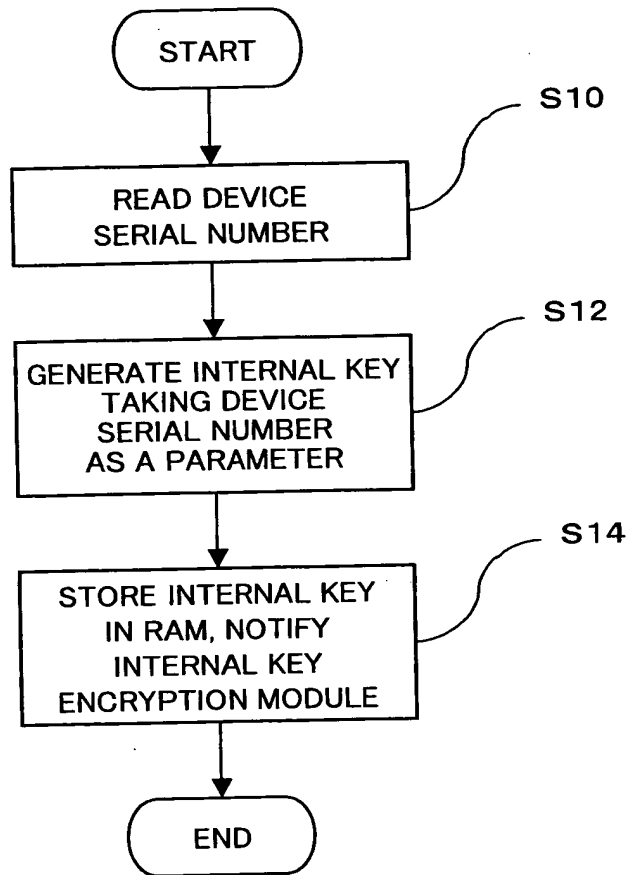 START
S10
READ DEVICE
SERIAL NUMBER
S12
GENERATE INTERNAL KEY
TAKING DEVICE
SERIAL NUMBER
AS A PARAMETER
S14
STORE INTERNAL KEY
IN RAM, NOTIFY
INTERNAL KEY
ENCRYPTION MODULE
END